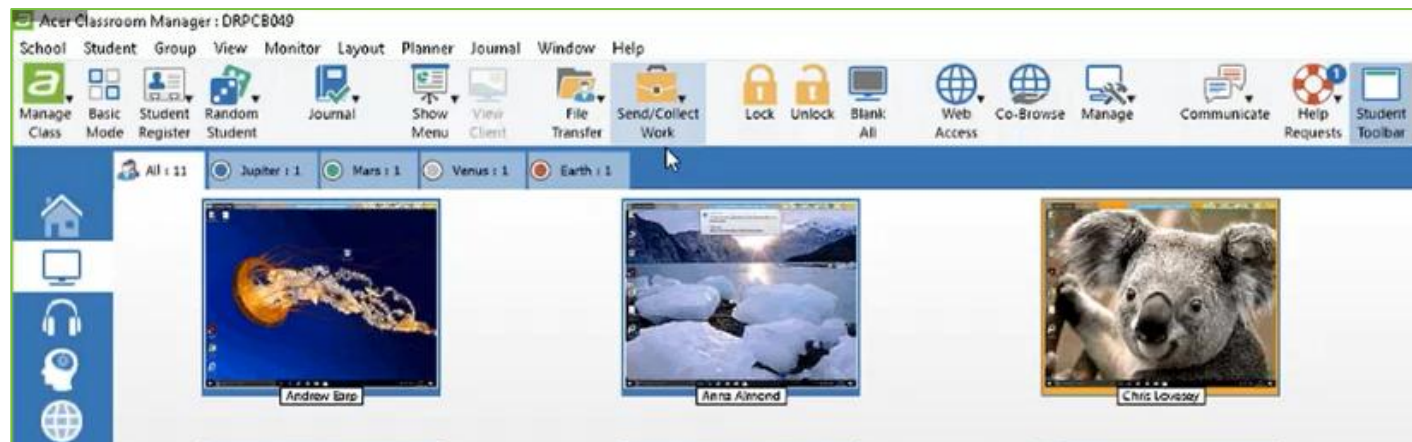 Acer Classroom Manager : DRPCB049
School Student Group View Monitor Layout Planner Journal Window Help
a
Manage Class
Basic Mode
Student Register
Random Student
Journal
Show Menu
View Client
File Transfer
Send/Collect Work
Lock
Unlock
Blank All
Web Access
Co-Browse
Manage
Communicate
1
Help Requests
Student Toolbar
All : 11
Jupiter : 1
Mars : 1
Venus : 1
Earth : 1
Andrew Earp
Anna Almond
Chris Lovesey